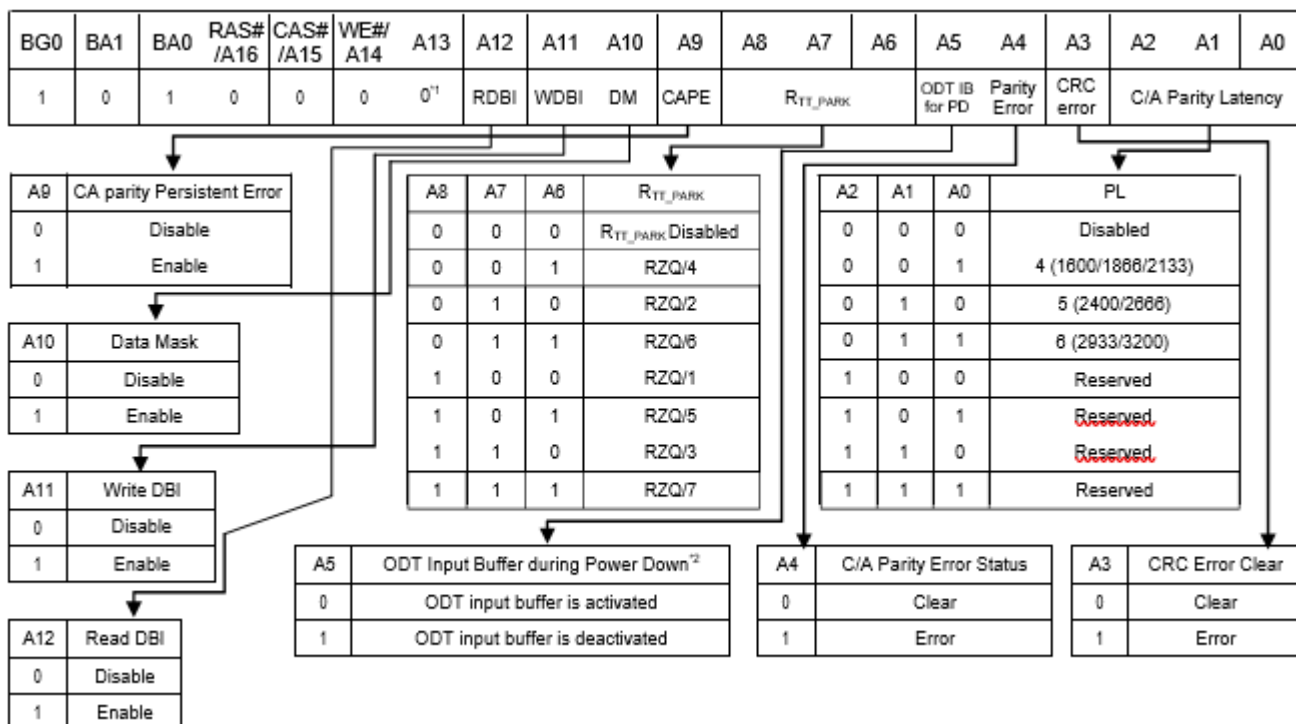 BG0 BA1 BA0 RAS# /A16 CAS# /A15 WE#/ A14 A13 A12 A11 A10 A9 A8 A7 A6 A5 A4 A3 A2 A1 A0
1 0 1 0 0 0 0*1 RDBI WDBI DM CAPE RTT_PARK ODT IB for PD Parity Error CRC error C/A Parity Latency
A9 CA parity Persistent Error
0 Disable
1 Enable
A10 Data Mask
0 Disable
1 Enable
A11 Write DBI
0 Disable
1 Enable
A12 Read DBI
0 Disable
1 Enable
A8 A7 A6 RTT_PARK
0 0 0 RTT_PARK Disabled
0 0 1 RZQ/4
0 1 0 RZQ/2
0 1 1 RZQ/6
1 0 0 RZQ/1
1 0 1 RZQ/5
1 1 0 RZQ/3
1 1 1 RZQ/7
A2 A1 A0 PL
0 0 0 Disabled
0 0 1 4 (1600/1866/2133)
0 1 0 5 (2400/2666)
0 1 1 6 (2933/3200)
1 0 0 Reserved
1 0 1 Reserved
1 1 0 Reserved
1 1 1 Reserved
A5 ODT Input Buffer during Power Down*2
0 ODT input buffer is activated
1 ODT input buffer is deactivated
A4 C/A Parity Error Status
0 Clear
1 Error
A3 CRC Error Clear
0 Clear
1 Error